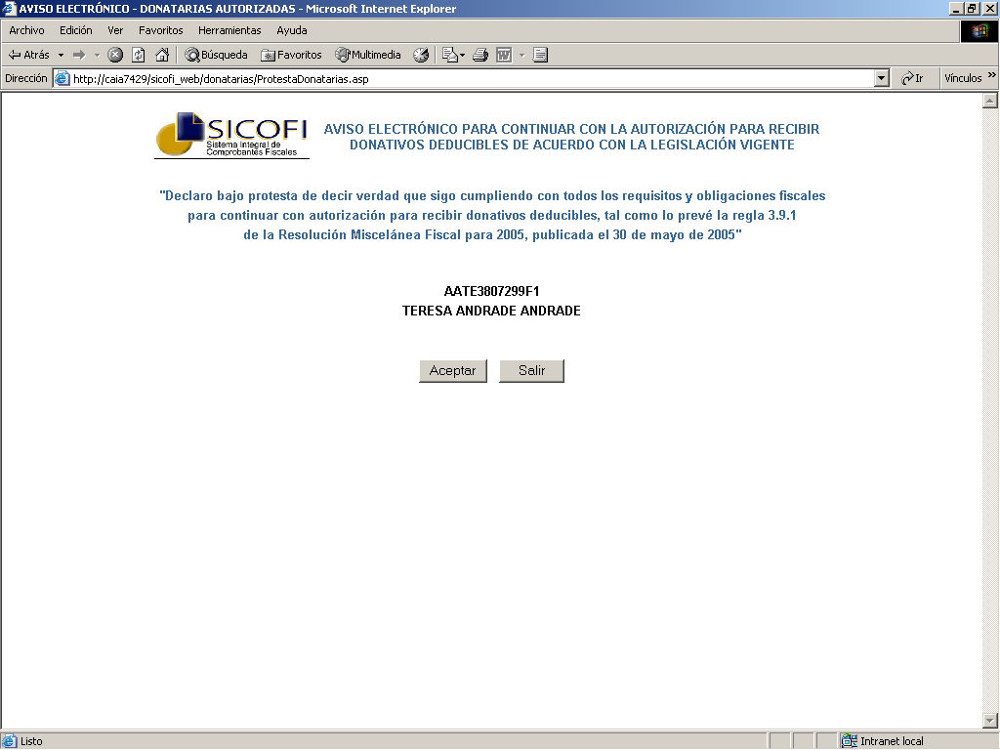 AVISO ELECTRÓNICO - DONATARIAS AUTORIZADAS - Microsoft Internet Explorer
Archivo Edición Ver Favoritos Herramientas Ayuda
Atrás Búsqueda Favoritos Multimedia
Dirección http://caia7429/sicofi_web/donatarias/ProtestaDonatarias.asp Ir Vínculos »
SICOFI
Sistema Integral de
Comprobantes Fiscales
AVISO ELECTRÓNICO PARA CONTINUAR CON LA AUTORIZACIÓN PARA RECIBIR
DONATIVOS DEDUCIBLES DE ACUERDO CON LA LEGISLACIÓN VIGENTE
"Declaro bajo protesta de decir verdad que sigo cumpliendo con todos los requisitos y obligaciones fiscales
para continuar con autorización para recibir donativos deducibles, tal como lo prevé la regla 3.9.1
de la Resolución Miscelánea Fiscal para 2005, publicada el 30 de mayo de 2005"
AATE3807299F1
TERESA ANDRADE ANDRADE
Aceptar Salir
Listo Intranet local